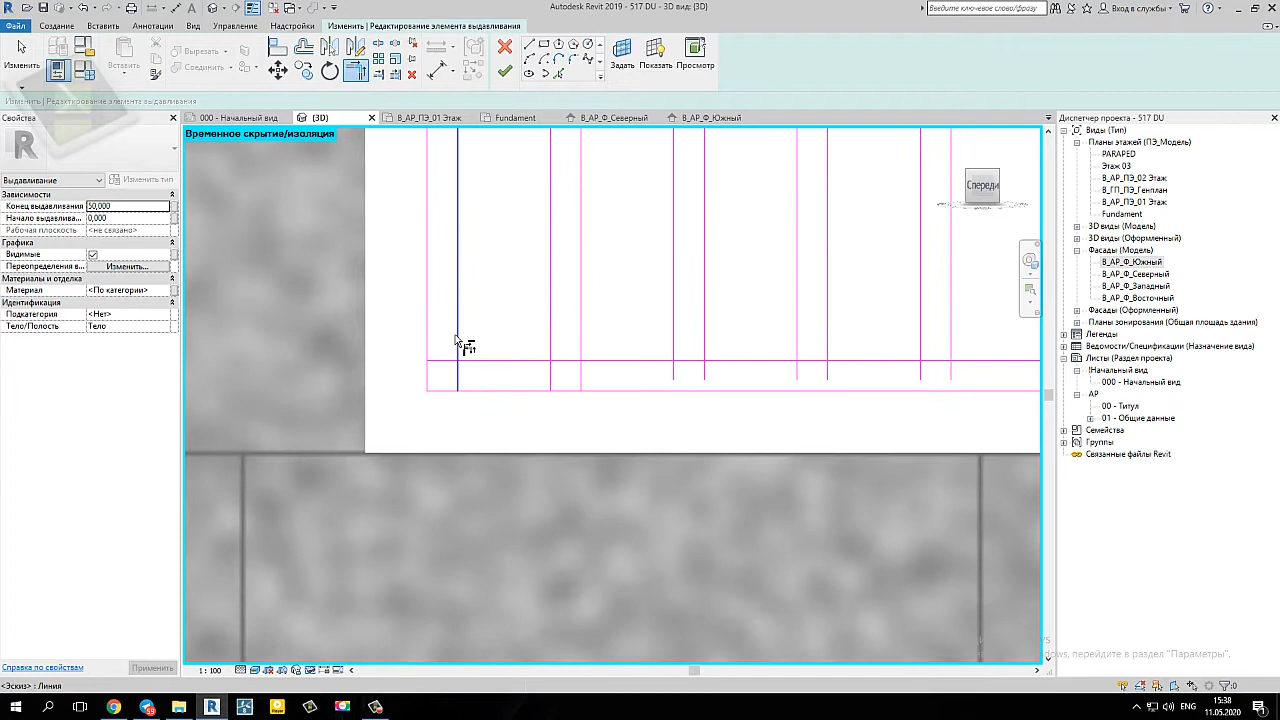 Autodesk Revit 2019 - 517 DU - 3D вид: {3D}
Введите ключевое слово/фразу
Вход в службы
Файл
Создание
Вставить
Аннотации
Вид
Управление
Надстройки
Изменить | Редактирование элемента выдавливания
Изменить
Вставить
Вырезать
Соединить
Задать
Показать
Просмотр
Изменить | Редактирование элемента выдавливания
Свойства
000 - Начальный вид
{3D}
В_АР_ПЭ_01 Этаж
Fundament
В_АР_Ф_Северный
В_АР_Ф_Южный
Диспетчер проекта - 517 DU
Временное скрытие/изоляция
Спереди
Выдавливание
Изменить тип
Зависимости
Конец выдавливания 50,000
Начало выдавлива... 0,000
Рабочая плоскость <не связано>
Графика
Видимые
Переопределения в... Изменить...
Материалы и отделка
Материал <По категории>
Идентификация
Подкатегория <Нет>
Тело/Полость Тело
Виды (Тип)
Планы этажей (ПЭ_Модель)
PARAPED
Этаж 03
В_АР_ПЭ_02 Этаж
В_ГП_ПЭ_Генплан
В_АР_ПЭ_01 Этаж
Fundament
3D виды (Модель)
3D виды (Оформленный)
Фасады (Модель)
В_АР_Ф_Южный
В_АР_Ф_Северный
В_АР_Ф_Западный
В_АР_Ф_Восточный
Фасады (Оформленный)
Планы зонирования (Общая площадь здания)
Легенды
Ведомости/Спецификации (Назначение вида)
Листы (Раздел проекта)
!Начальный вид
000 - Начальный вид
АР
00 - Титул
01 - Общие данные
Семейства
Группы
Связанные файлы Revit
ws
dows, перейдите в раздел "Параметры".
Справка по свойствам
Применить
1 : 100
<Эскиз> : Линия
:0
15:38
11.05.2020